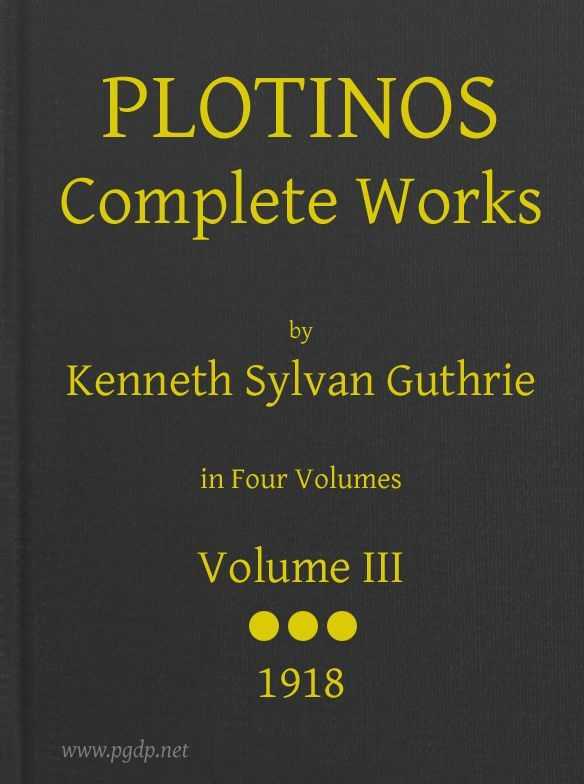 PLOTINOS
Complete Works
by
Kenneth Sylvan Guthrie
in Four Volumes
Volume III
1918
www.pgdp.net